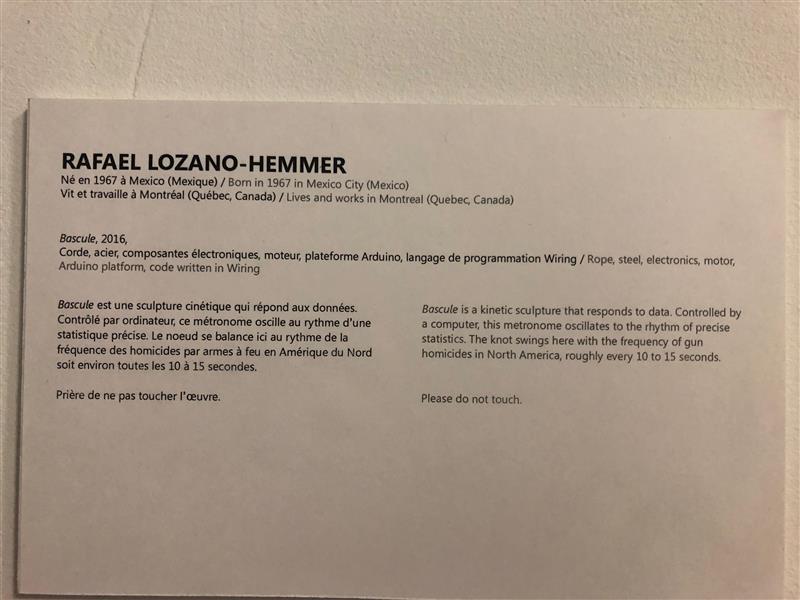 RAFAEL LOZANO-HEMMER
Né en 1967 à Mexico (Mexique) / Born in 1967 in Mexico City (Mexico)
Vit et travaille à Montréal (Québec, Canada) / Lives and works in Montreal (Quebec, Canada)
Bascule, 2016,
Corde, acier, composantes électroniques, moteur, plateforme Arduino, langage de programmation Wiring / Rope, steel, electronics, motor,
Arduino platform, code written in Wiring
Bascule est une sculpture cinétique qui répond aux données.
Contrôlé par ordinateur, ce métronome oscille au rythme d'une
statistique précise. Le noeud se balance ici au rythme de la
fréquence des homicides par armes à feu en Amérique du Nord
soit environ toutes les 10 à 15 secondes.
Prière de ne pas toucher l'œuvre.
Bascule is a kinetic sculpture that responds to data. Controlled by
a computer, this metronome oscillates to the rhythm of precise
statistics. The knot swings here with the frequency of gun
homicides in North America, roughly every 10 to 15 seconds.
Please do not touch.